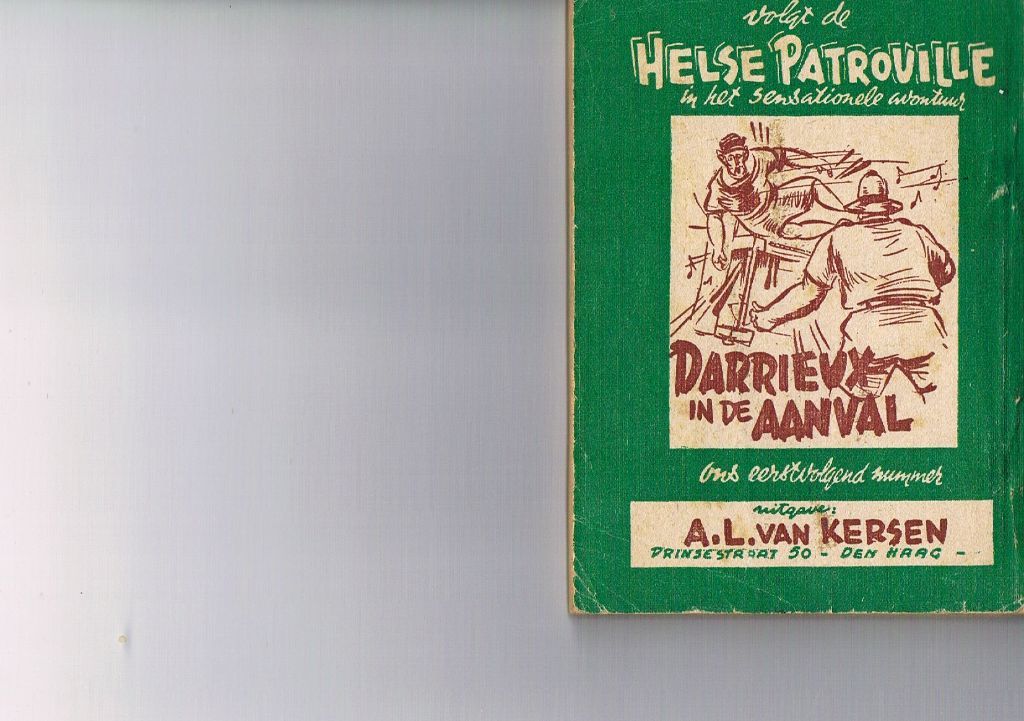 volgt de
HELSE PATROUILLE
in het sensationele avontuur
DARRIEUX
IN DE AANVAL
ons eerstvolgend nummer
uitgave:
A.L. VAN KERSEN
PRINSESTRAAT 50 - DEN HAAG -